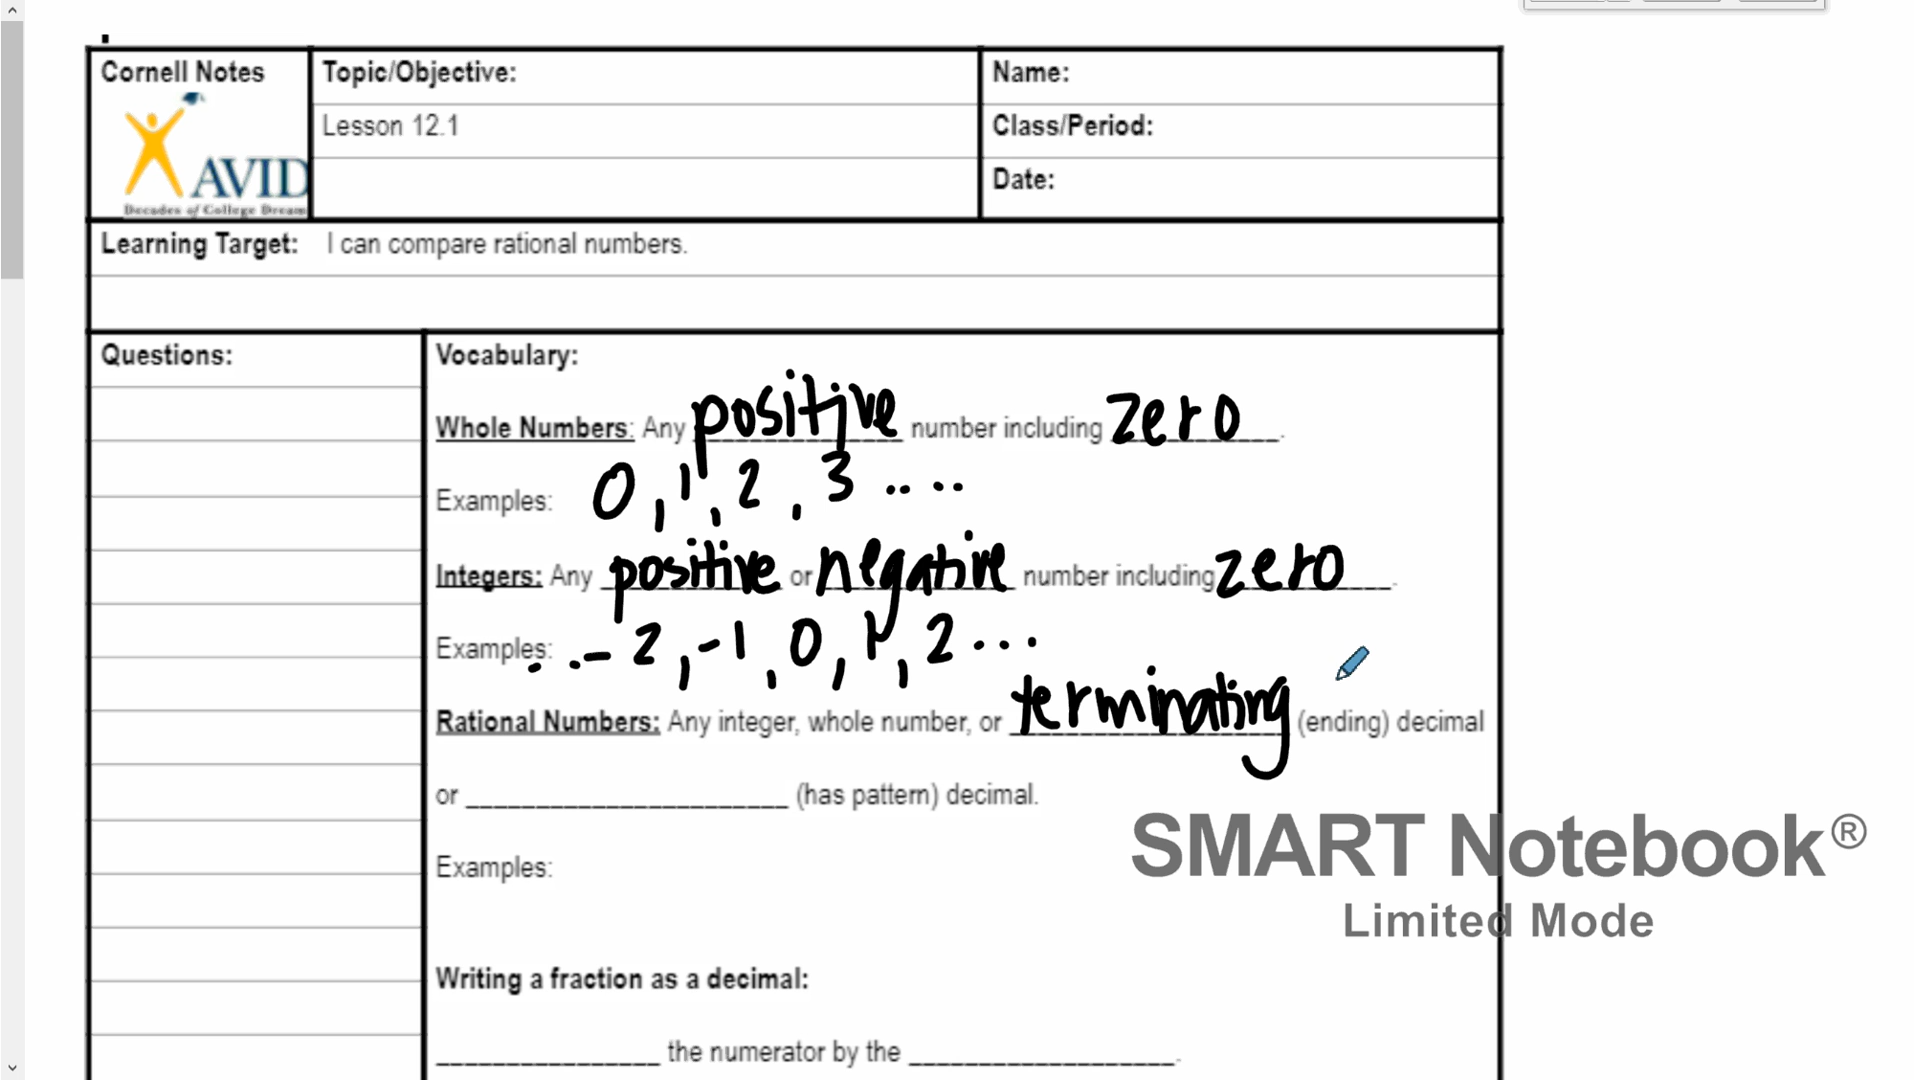 Cornell Notes
Topic/Objective:
Name:
Lesson 12.1
Class/Period:
Date:
AVID
Decades of College Dream
Learning Target: I can compare rational numbers.
Questions:
Vocabulary:
Whole Numbers: Any positive number including zero.
Examples: 0, 1, 2, 3 ....
Integers: Any positive or negative number including zero.
Examples: ..-2, -1, 0, 1, 2...
Rational Numbers: Any integer, whole number, or terminating (ending) decimal
or ______________________ (has pattern) decimal.
Examples:
Writing a fraction as a decimal:
_______________ the numerator by the __________________.
SMART Notebook®
Limited Mode